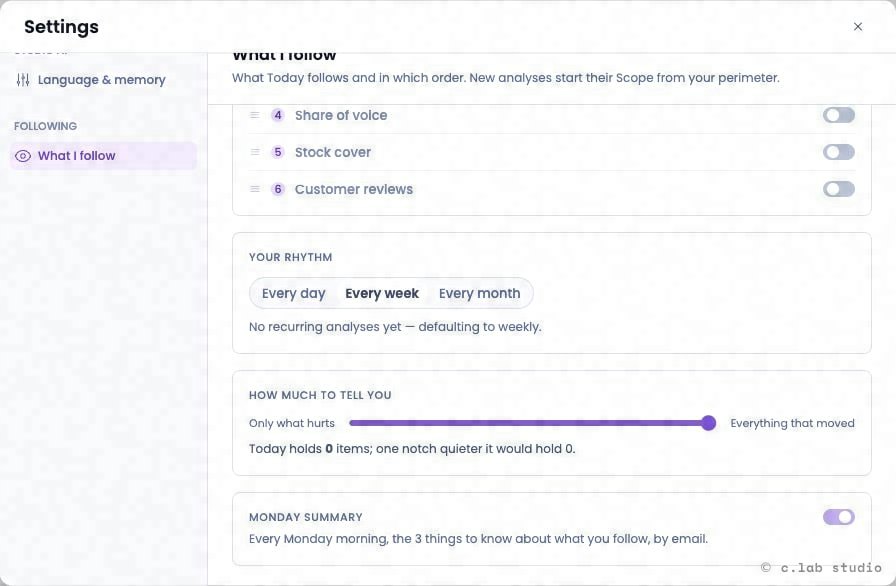 Settings
Language & memory
FOLLOWING
What I follow
What I follow
What Today follows and in which order. New analyses start their Scope from your perimeter.
4 Share of voice
5 Stock cover
6 Customer reviews
YOUR RHYTHM
Every day Every week Every month
No recurring analyses yet — defaulting to weekly.
HOW MUCH TO TELL YOU
Only what hurts Everything that moved
Today holds 0 items; one notch quieter it would hold 0.
MONDAY SUMMARY
Every Monday morning, the 3 things to know about what you follow, by email.
© c.lab studio